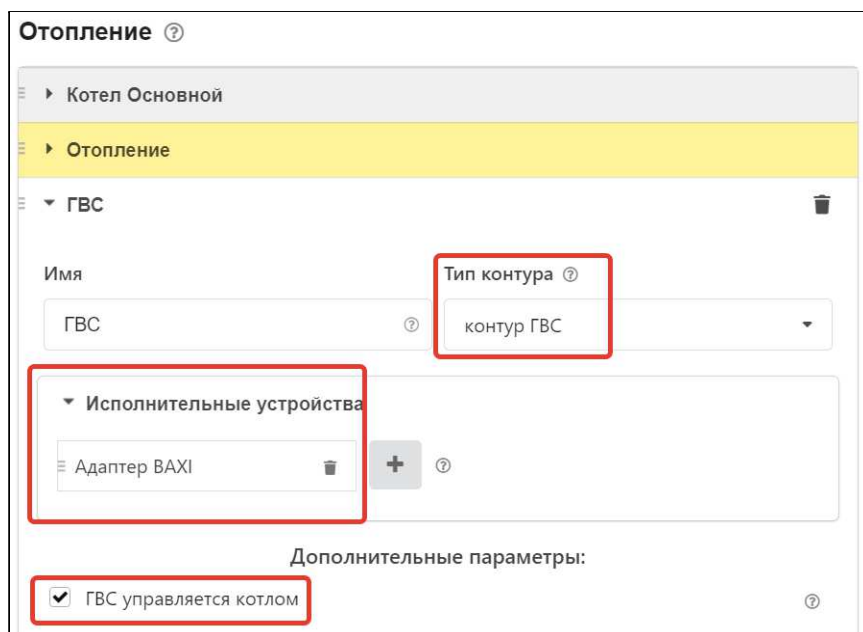 Отопление ?
Котел Основной
Отопление
ГВС
Имя
Тип контура ?
ГВС ?
контур ГВС
Исполнительные устройства
Адаптер BAXI + ?
Дополнительные параметры:
ГВС управляется котлом ?